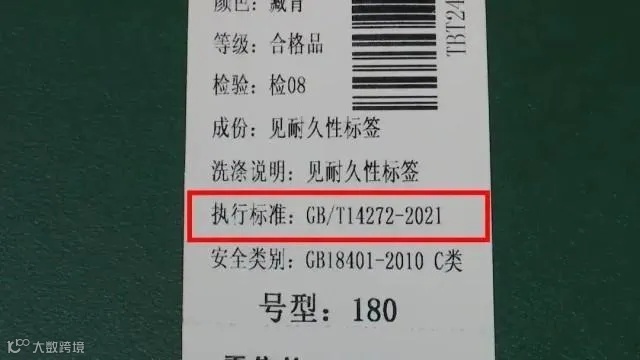 颜色：藏青
等级：合格品
检验：检08
成份：见耐久性标签
洗涤说明：见耐久性标签
执行标准：GB/T14272-2021
安全类别：GB18401-2010 C类
号型：180
TBT24
大数跨境